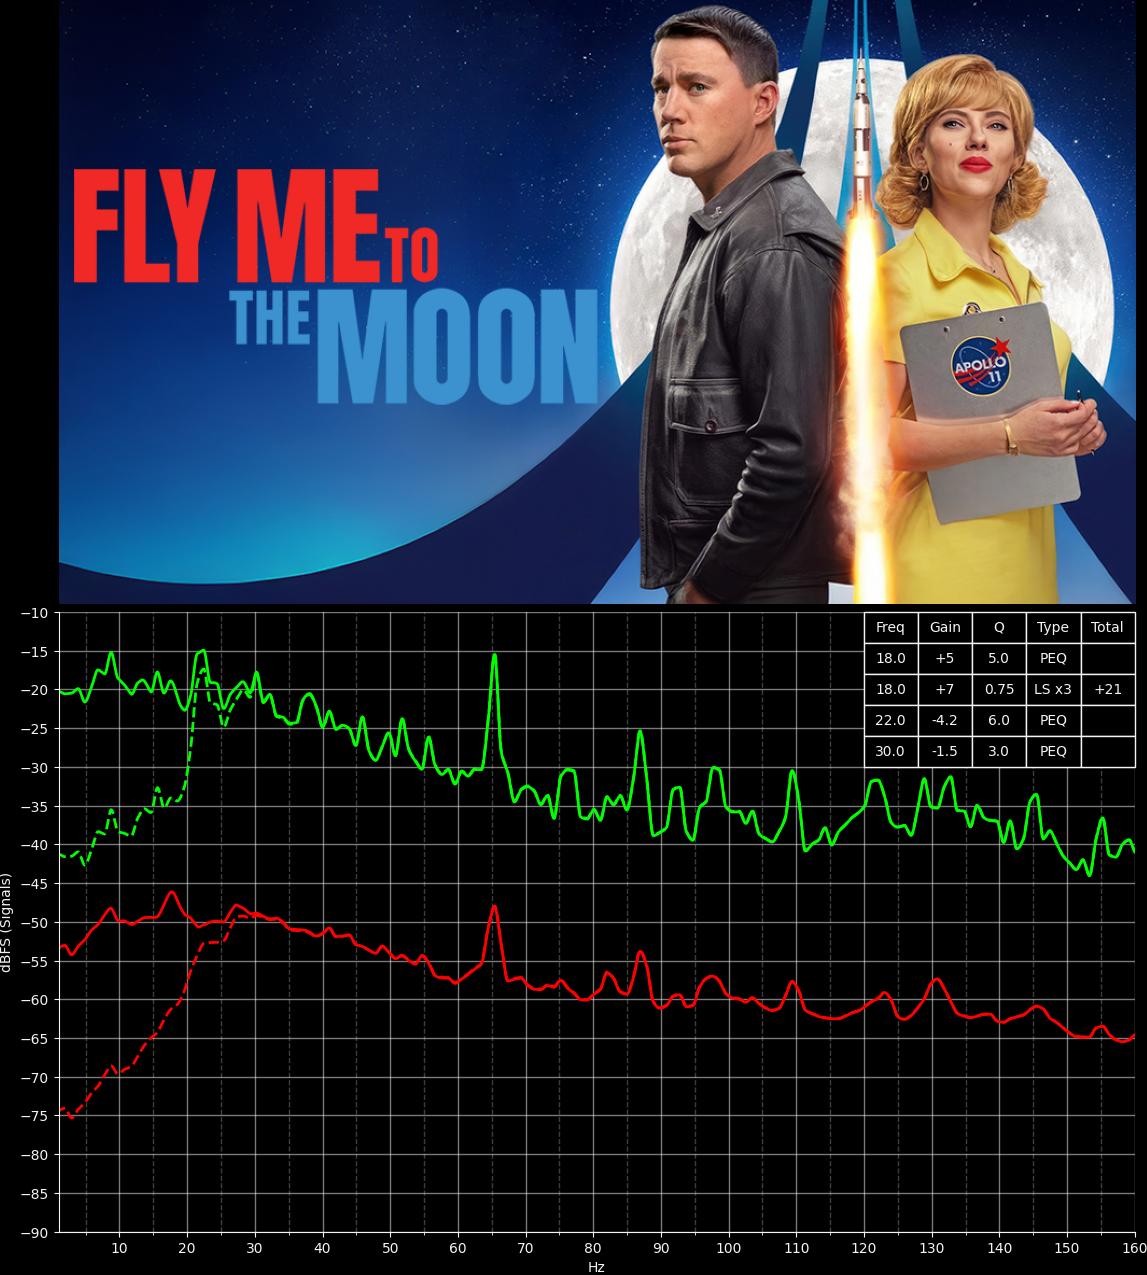 FLY ME TO
THE MOON
APOLLO
11
Freq Gain Q Type Total
18.0 +5 5.0 PEQ
18.0 +7 0.75 LS x3 +21
22.0 -4.2 6.0 PEQ
30.0 -1.5 3.0 PEQ
−10
−15
−20
−25
−30
−35
−40
−45
−50
−55
−60
−65
−70
−75
−80
−85
−90
dBFS (Signals)
10 20 30 40 50 60 70 80 90 100 110 120 130 140 150 160
Hz